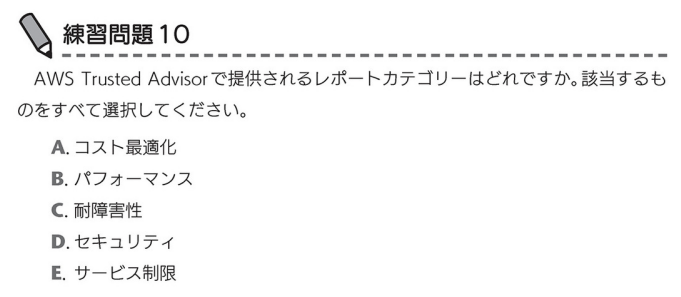 練習問題10
AWS Trusted Advisorで提供されるレポートカテゴリーはどれですか。該当するも
のをすべて選択してください。
A. コスト最適化
B. パフォーマンス
C. 耐障害性
D. セキュリティ
E. サービス制限